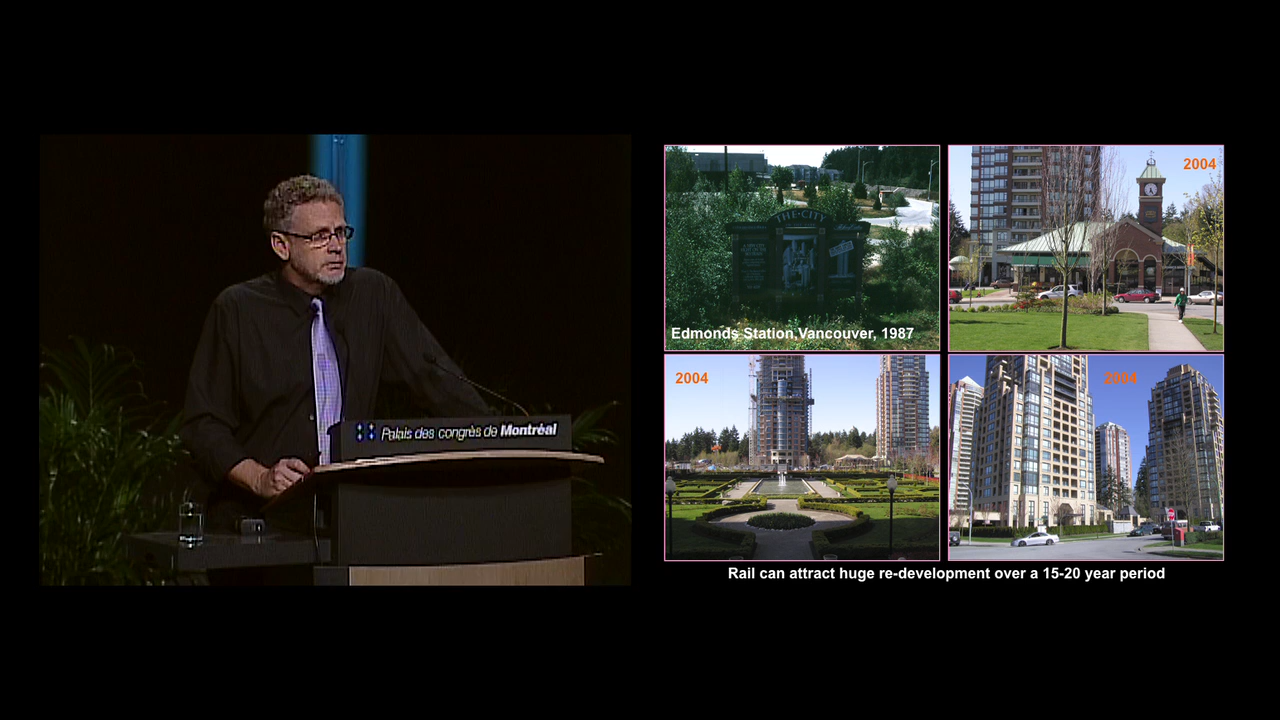 Palais des congrès de Montréal
THE·CITY
Edmonds Station,Vancouver, 1987
2004
2004
2004
Rail can attract huge re-development over a 15-20 year period